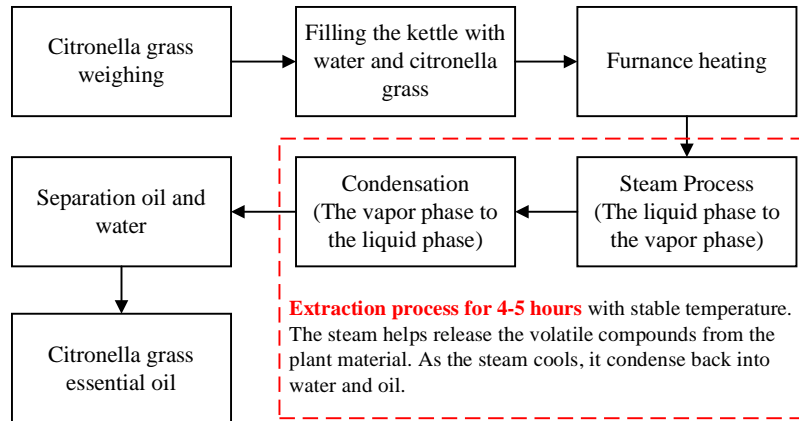 Citronella grass
weighing
Filling the kettle with
water and citronella
grass
Furnance heating
Steam Process
(The liquid phase to
the vapor phase)
Condensation
(The vapor phase to
the liquid phase)
Separation oil and
water
Citronella grass
essential oil
Extraction process for 4-5 hours with stable temperature.
The steam helps release the volatile compounds from the
plant material. As the steam cools, it condense back into
water and oil.